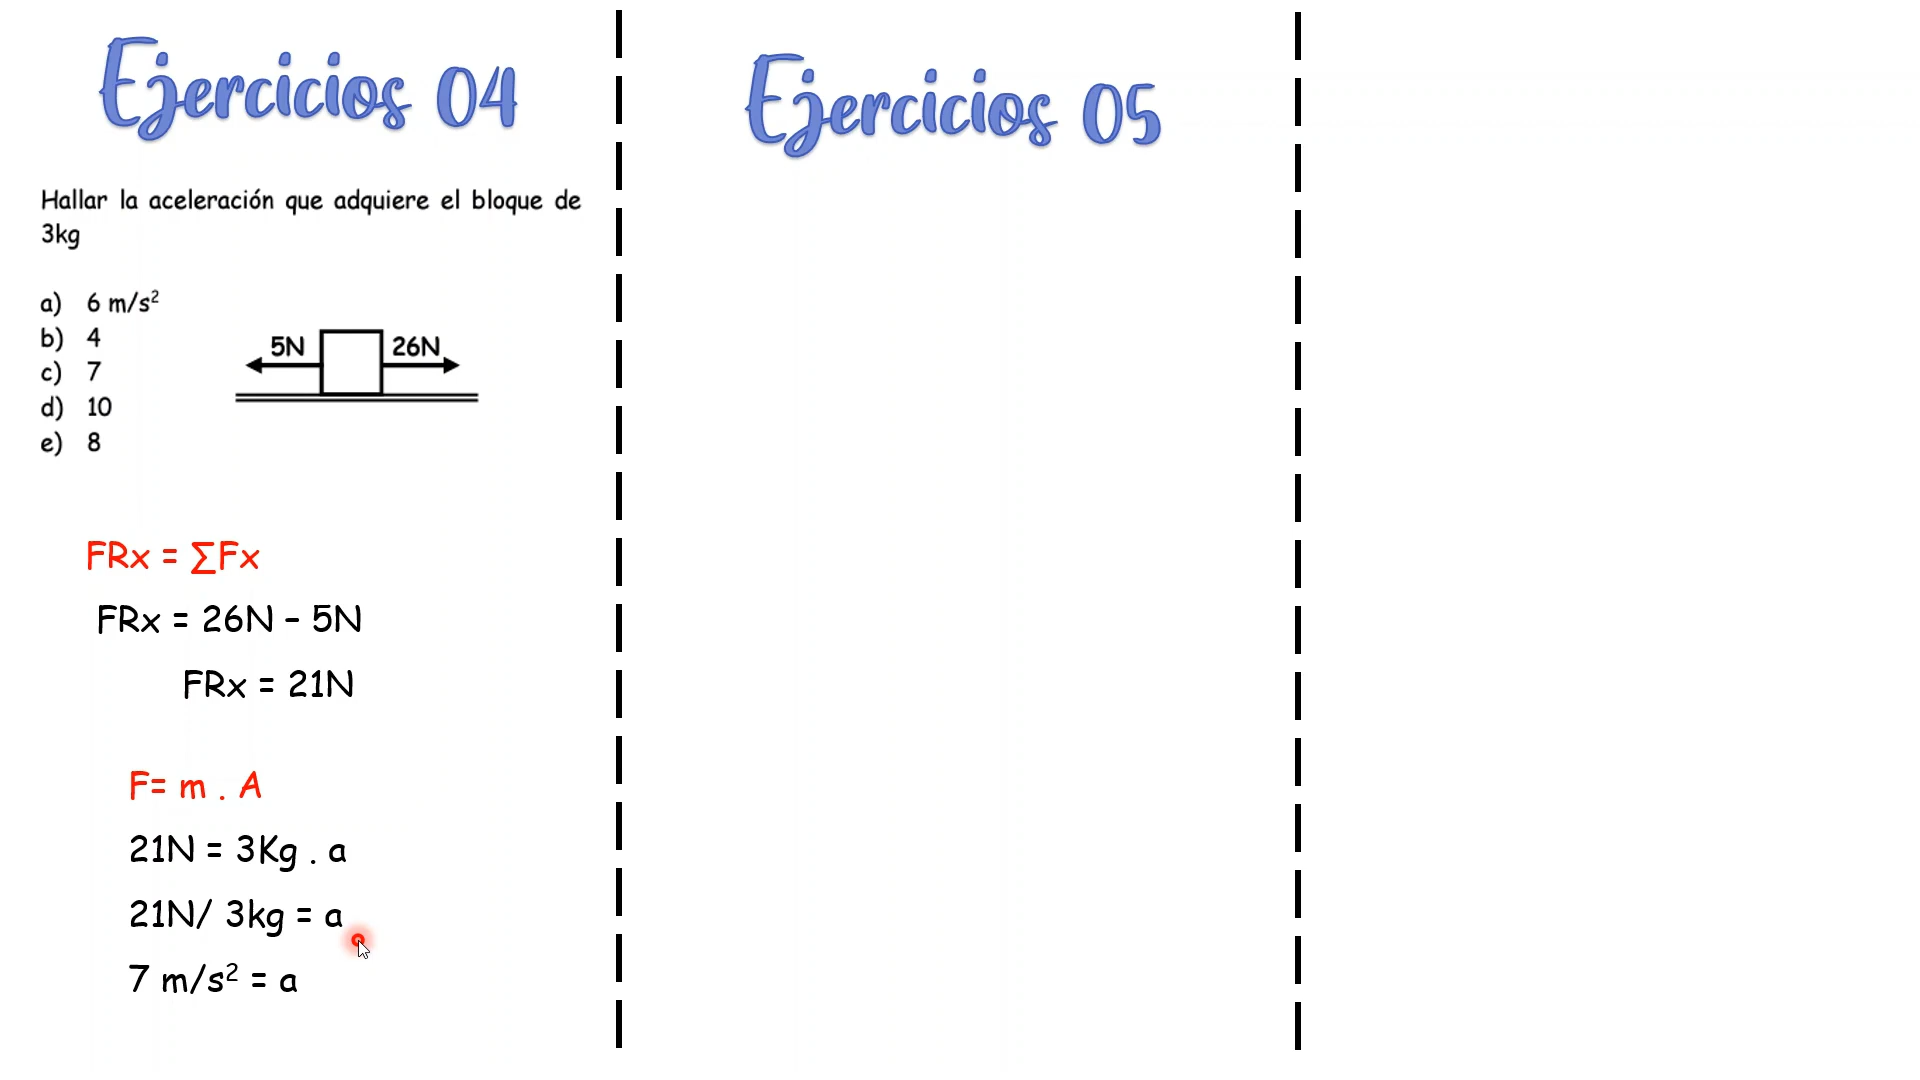 Ejercicios 04
Hallar la aceleración que adquiere el bloque de
3kg
a) 6 m/s²
b) 4
c) 7
d) 10
e) 8
5N 26N
FRx = ∑Fx
FRx = 26N – 5N
FRx = 21N
F= m . A
21N = 3Kg . a
21N/ 3kg = a
7 m/s² = a
Ejercicios 05